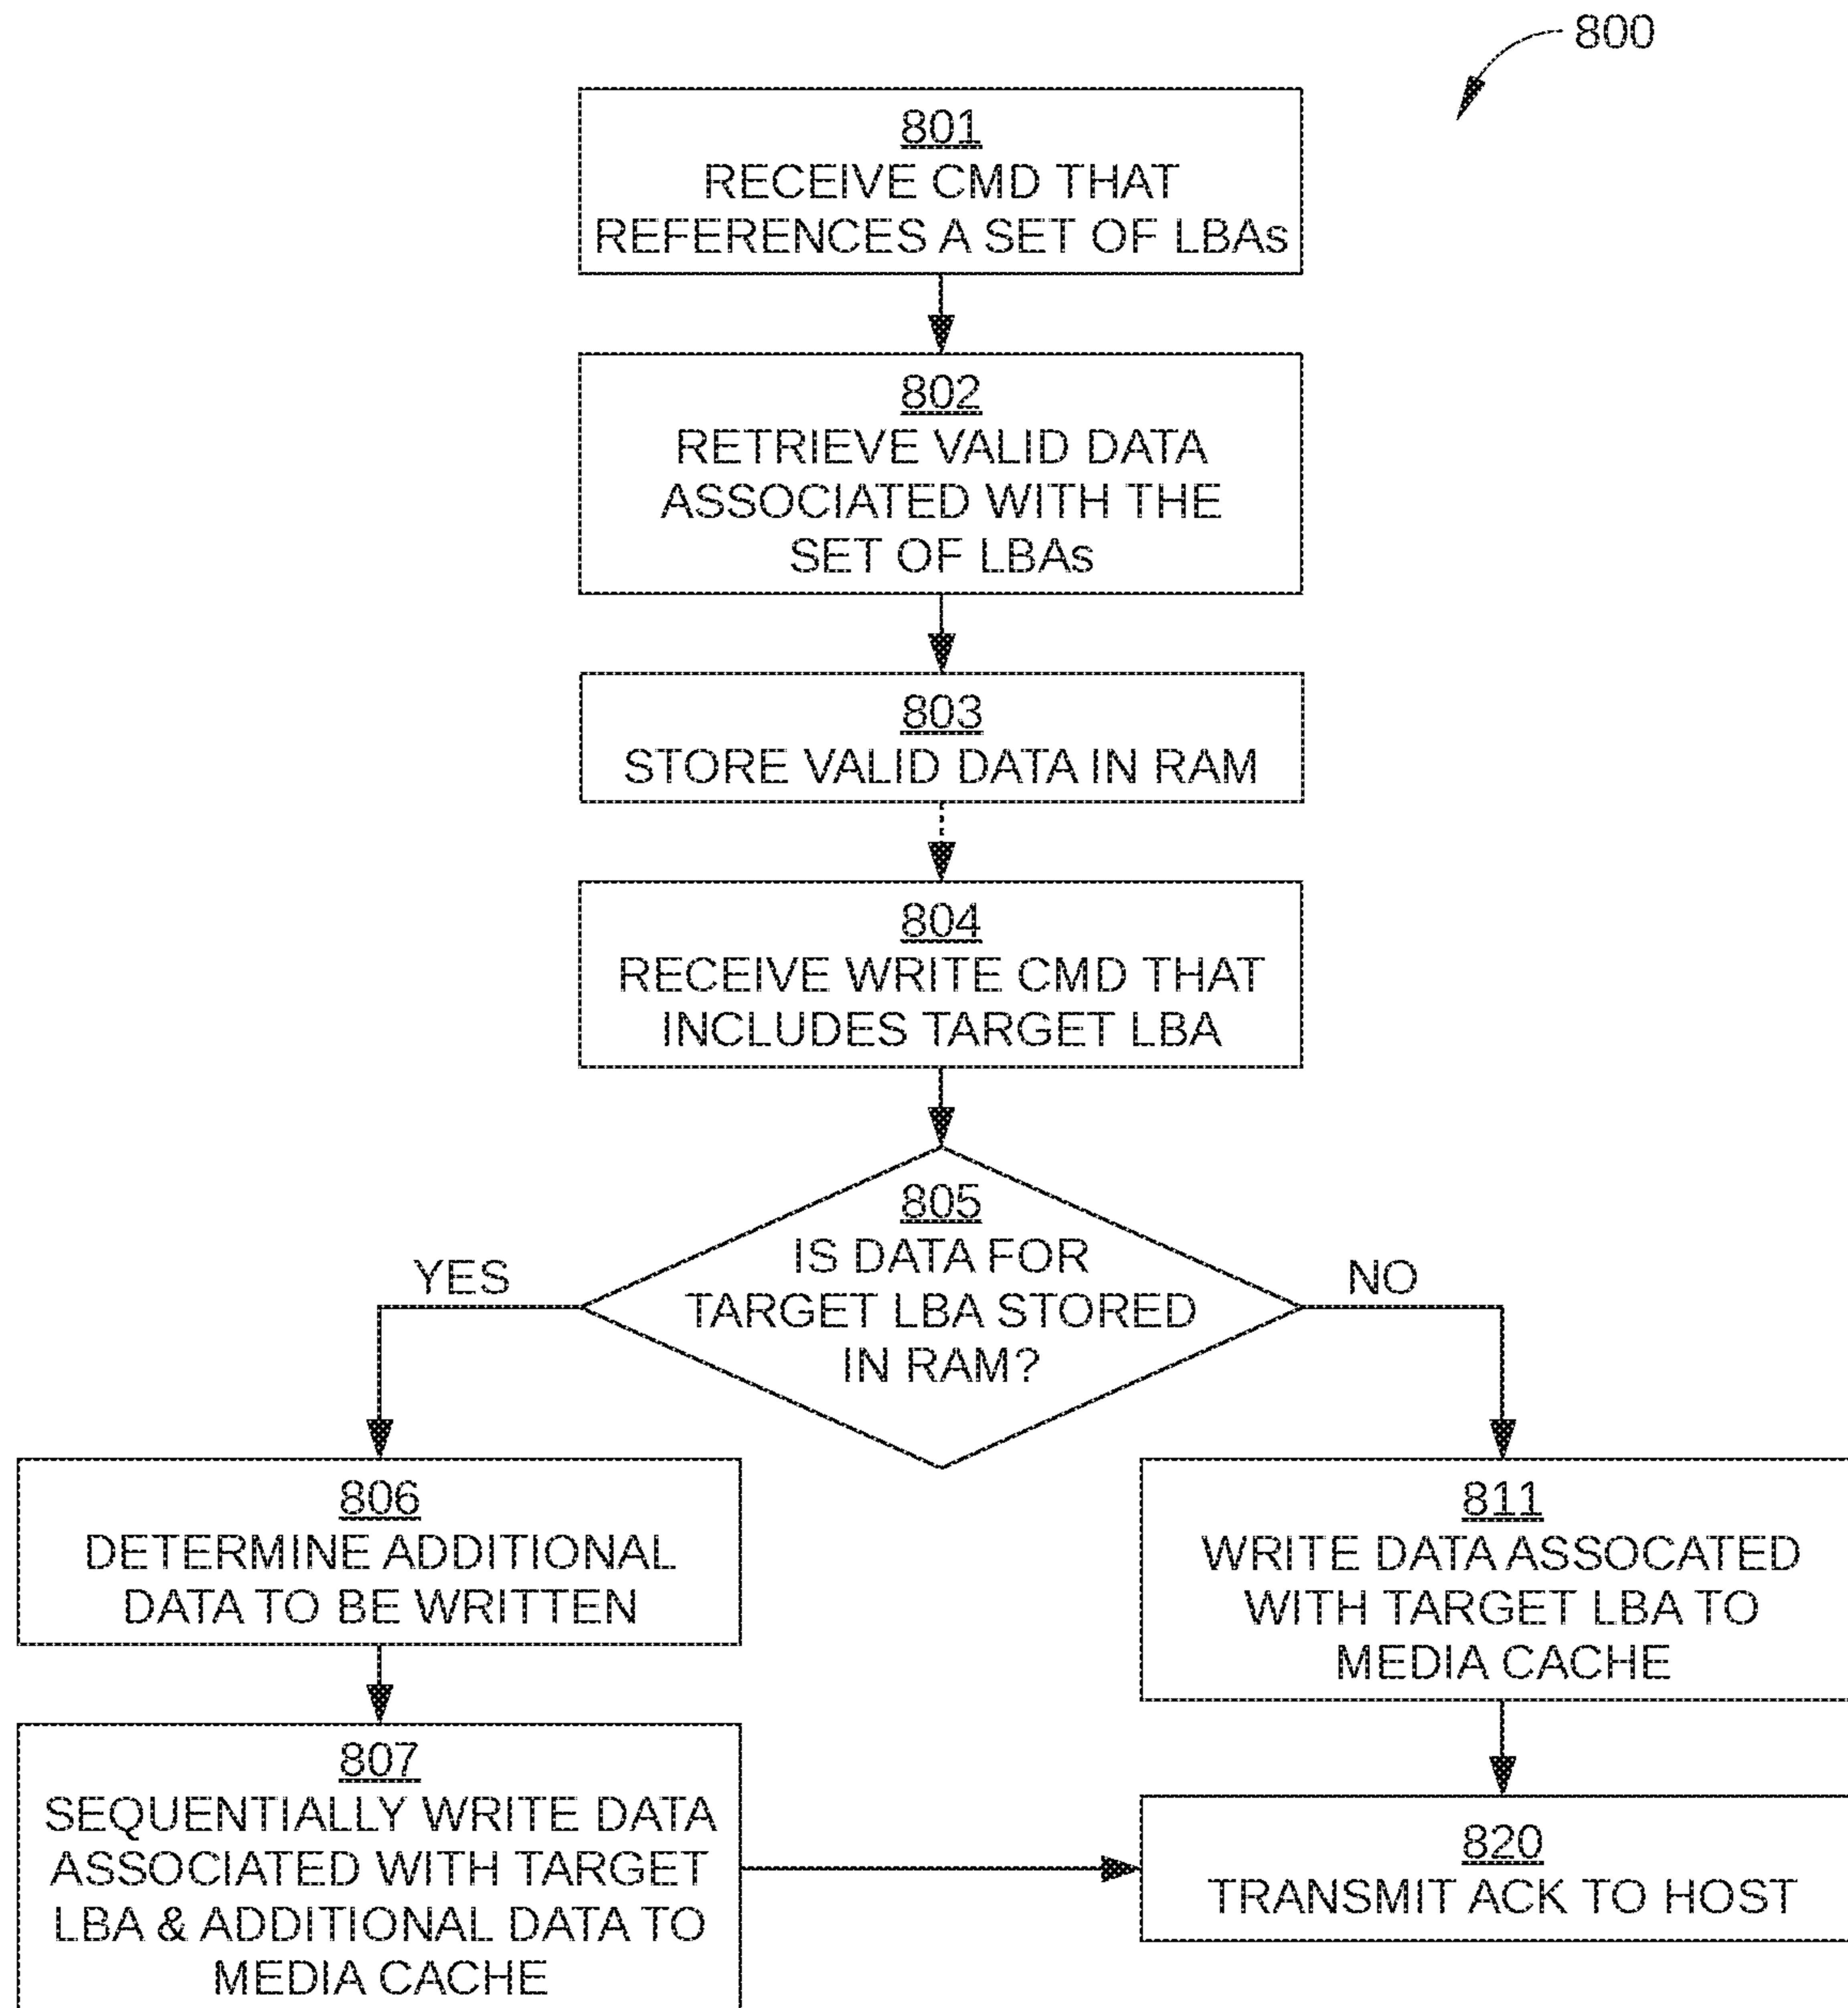 800
801
RECEIVE CMD THAT
REFERENCES A SET OF LBAs
802
RETRIEVE VALID DATA
ASSOCIATED WITH THE
SET OF LBAs
803
STORE VALID DATA IN RAM
804
RECEIVE WRITE CMD THAT
INCLUDES TARGET LBA
805
IS DATA FOR
TARGET LBA STORED
IN RAM?
YES
NO
806
DETERMINE ADDITIONAL
DATA TO BE WRITTEN
807
SEQUENTIALLY WRITE DATA
ASSOCIATED WITH TARGET
LBA & ADDITIONAL DATA TO
MEDIA CACHE
811
WRITE DATA ASSOCATED
WITH TARGET LBA TO
MEDIA CACHE
820
TRANSMIT ACK TO HOST